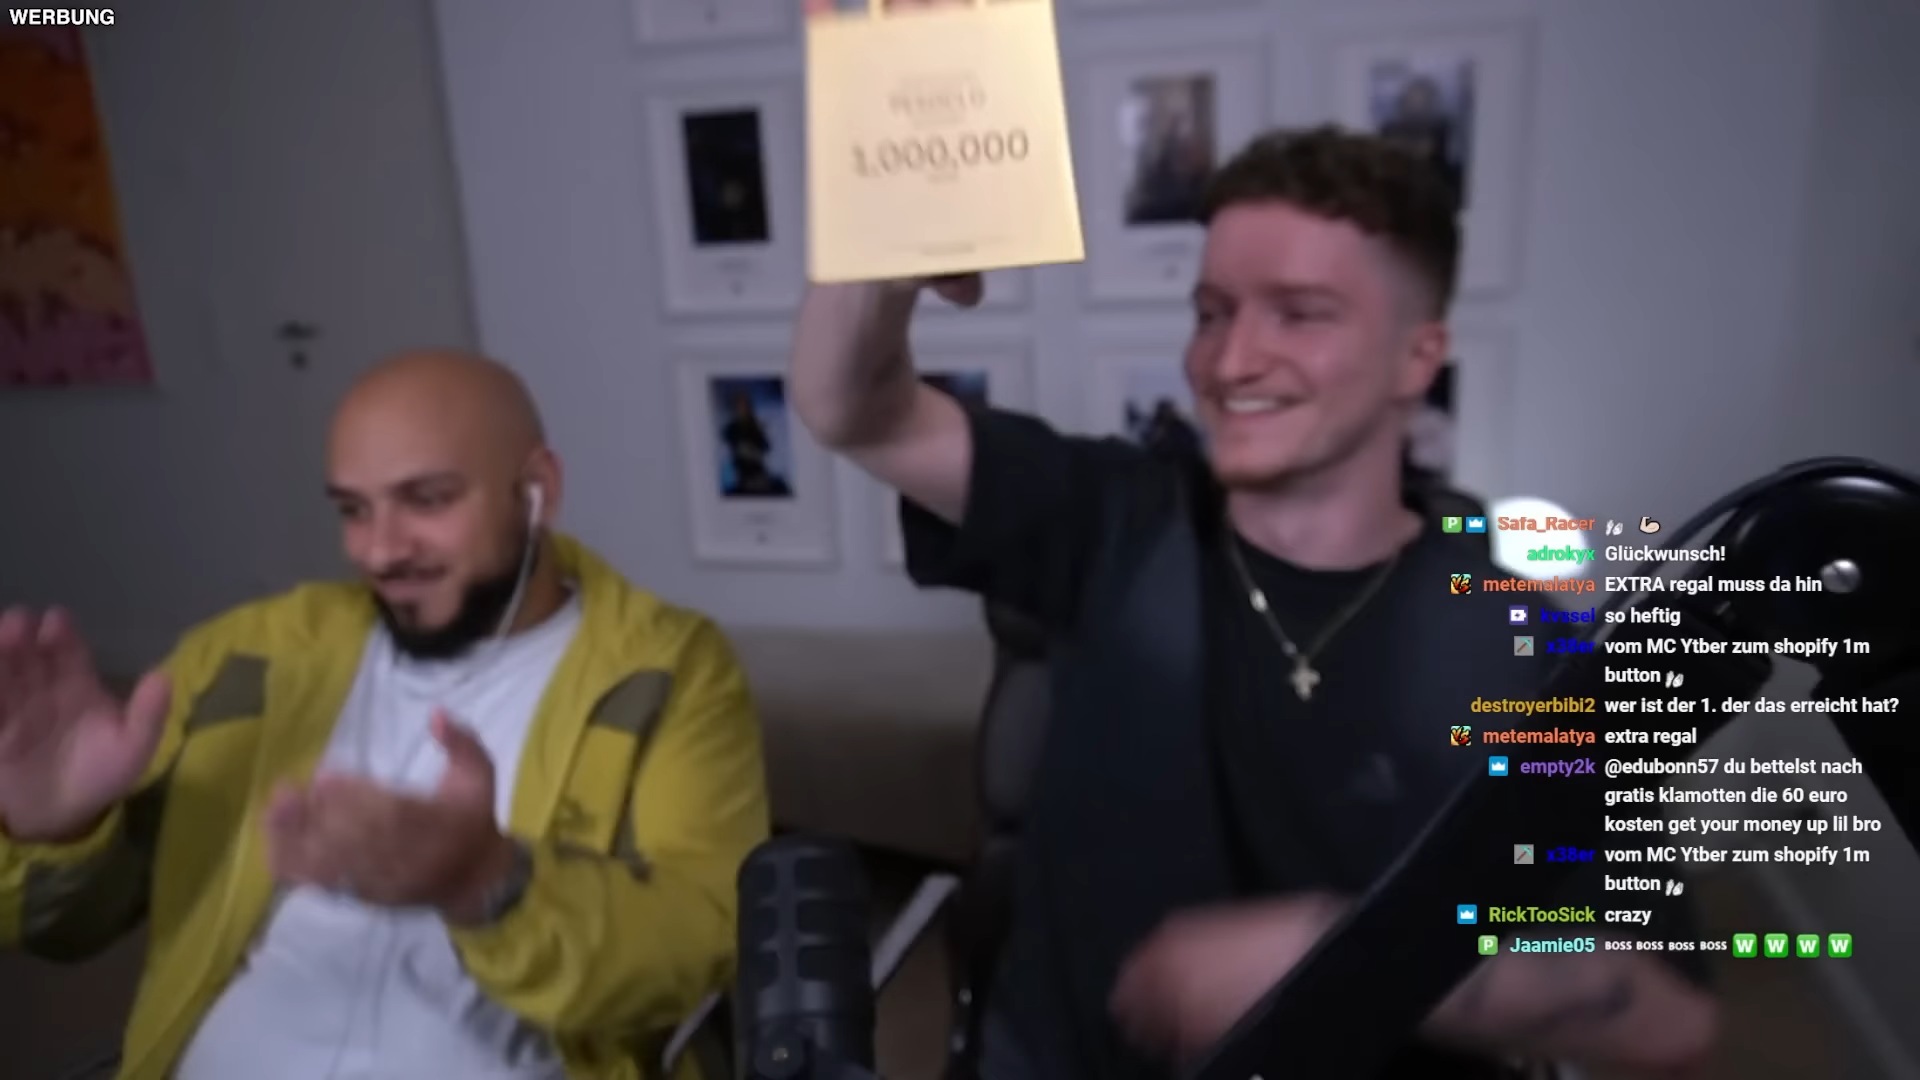 WERBUNG
1,000,000
Safa_Racer
adrokyx Glückwunsch!
metemalatya EXTRA regal muss da hin
kvssel so heftig
x38er vom MC Ytber zum shopify 1m
button
destroyerbibi2 wer ist der 1. der das erreicht hat?
metemalatya extra regal
empty2k @edubonn57 du bettelst nach
gratis klamotten die 60 euro
kosten get your money up lil bro
x38er vom MC Ytber zum shopify 1m
button
RickTooSick crazy
Jaamie05 BOSS BOSS BOSS BOSS W W W W